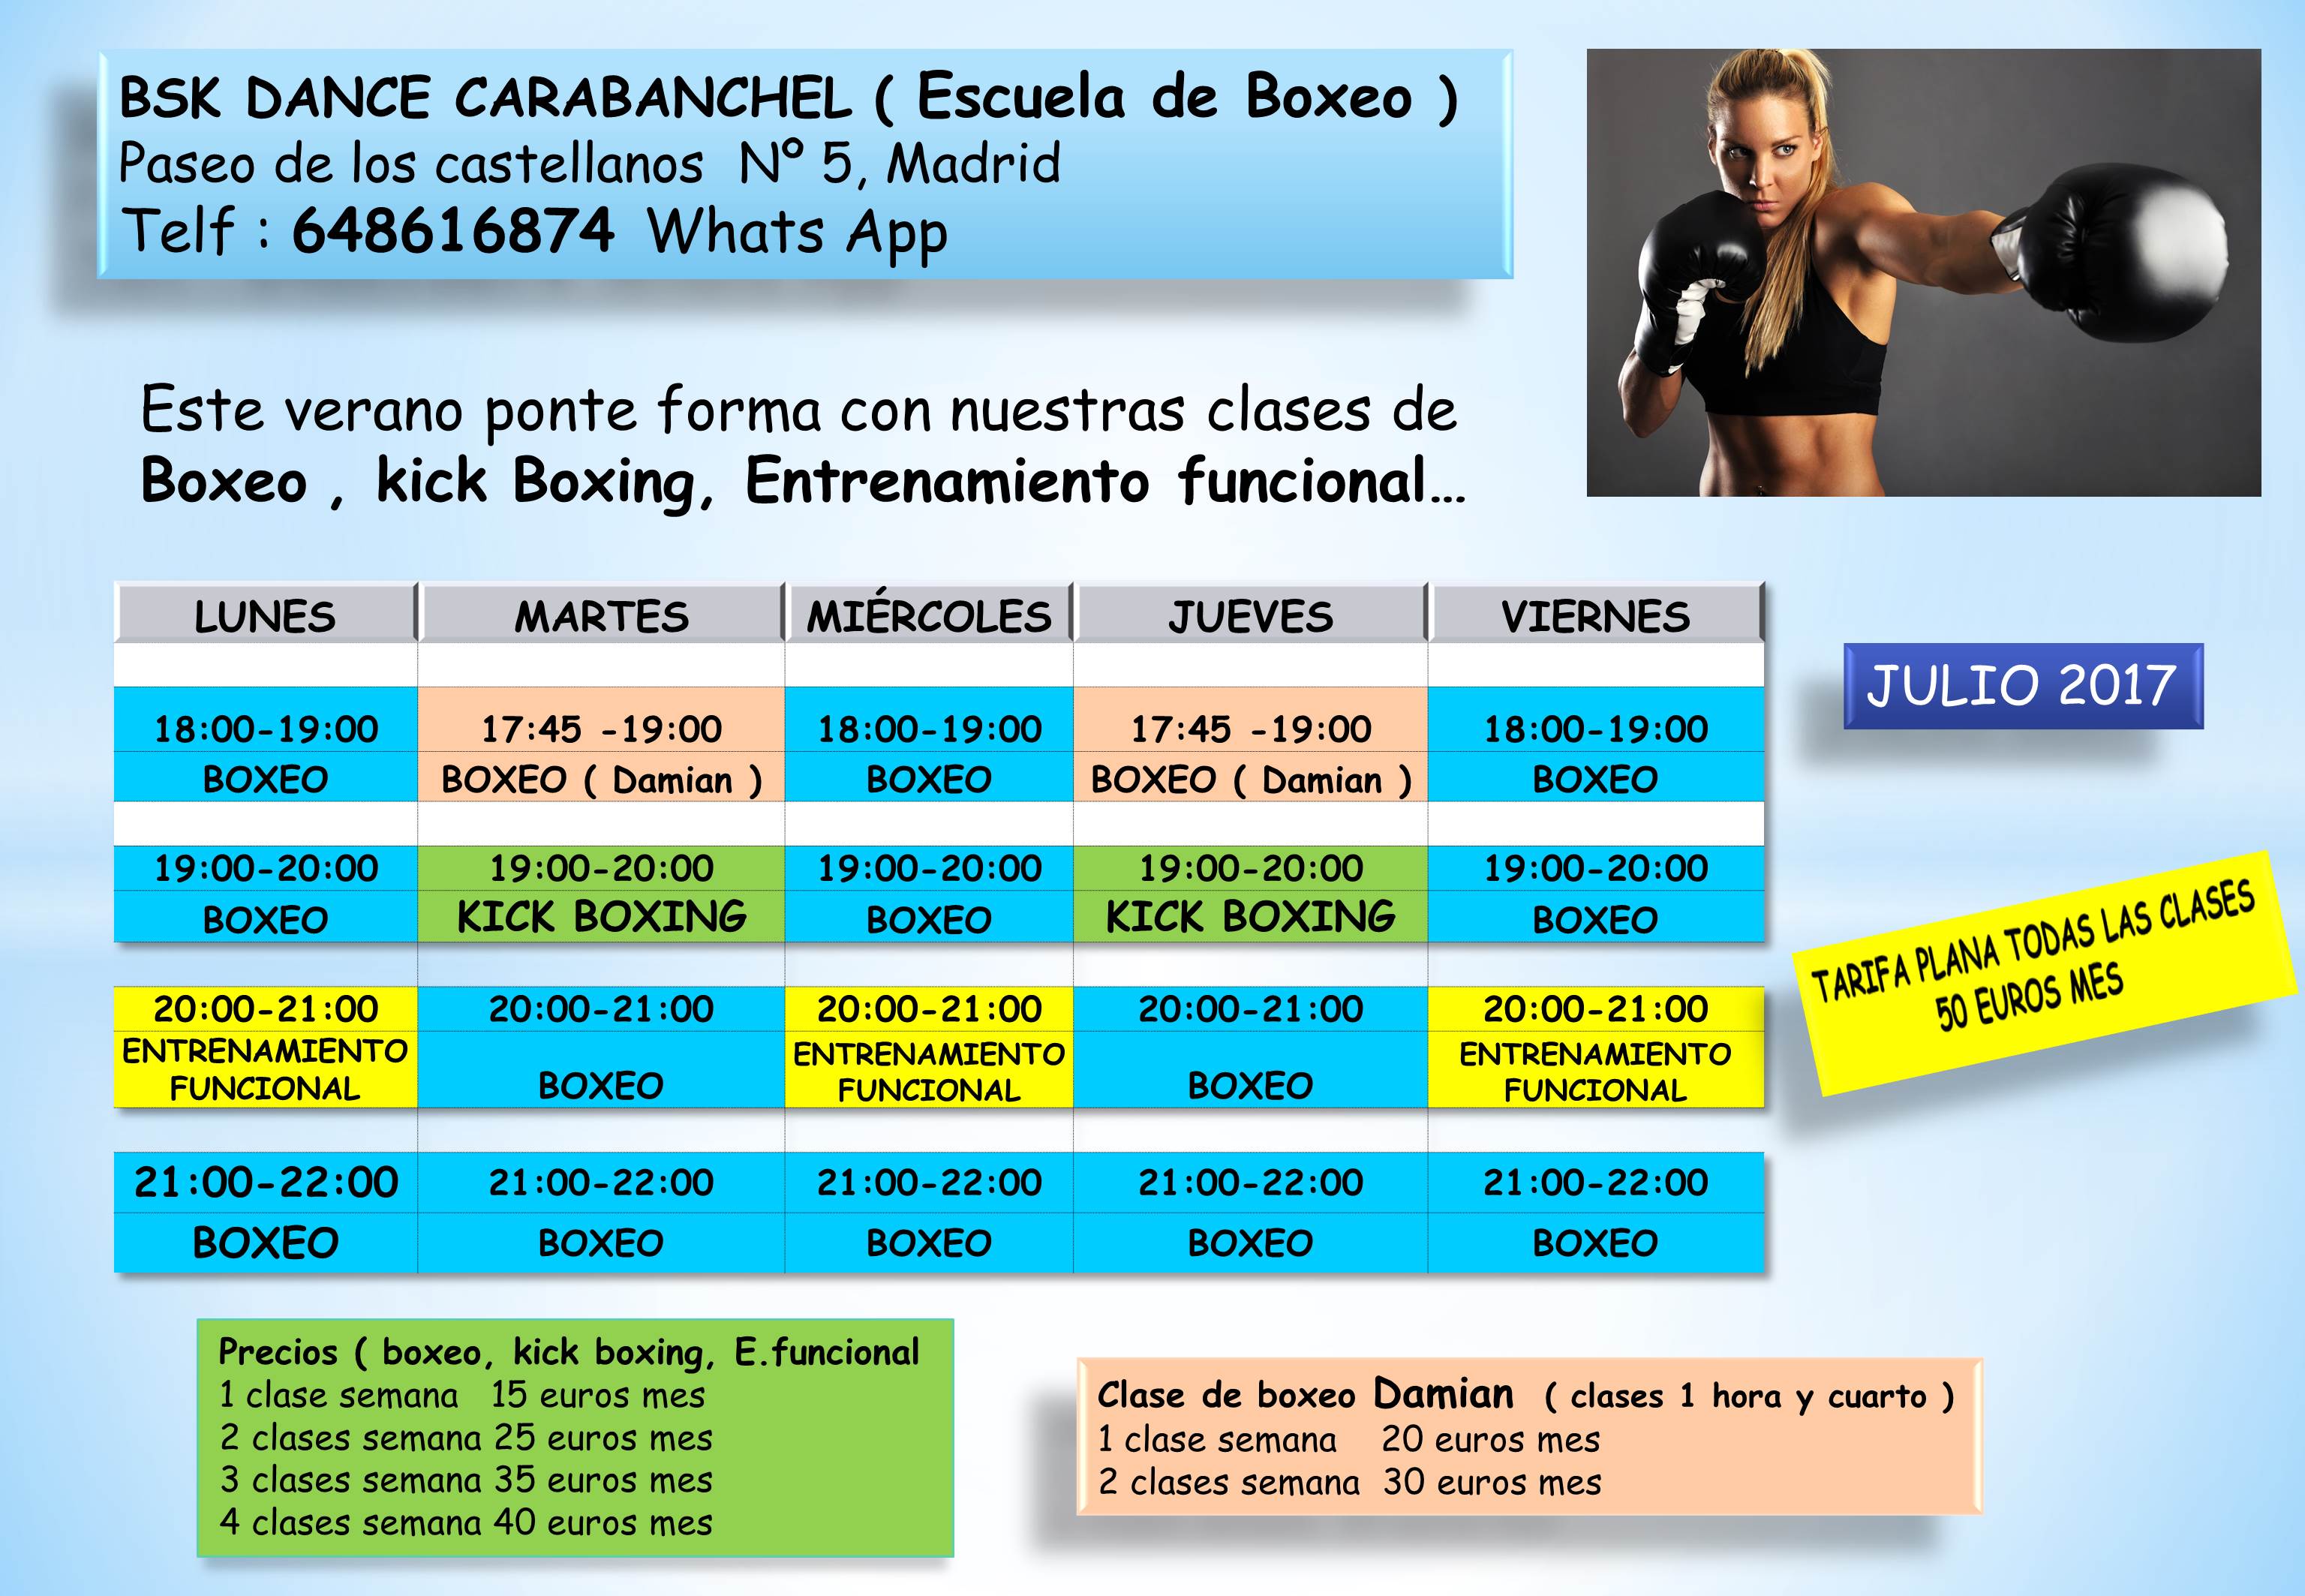 BSK DANCE CARABANCHEL ( Escuela de Boxeo )
Paseo de los castellanos Nº 5, Madrid
Telf : 648616874 Whats App
Este verano ponte forma con nuestras clases de
Boxeo , kick Boxing, Entrenamiento funcional...
LUNES MARTES MIÉRCOLES JUEVES VIERNES
JULIO 2017
18:00-19:00 17:45 -19:00 18:00-19:00 17:45 -19:00 18:00-19:00
BOXEO BOXEO ( Damian ) BOXEO BOXEO ( Damian ) BOXEO
19:00-20:00 19:00-20:00 19:00-20:00 19:00-20:00 19:00-20:00
BOXEO KICK BOXING BOXEO KICK BOXING BOXEO
TARIFA PLANA TODAS LAS CLASES
50 EUROS MES
20:00-21:00 20:00-21:00 20:00-21:00 20:00-21:00 20:00-21:00
ENTRENAMIENTO ENTRENAMIENTO ENTRENAMIENTO
FUNCIONAL BOXEO FUNCIONAL BOXEO FUNCIONAL
21:00-22:00 21:00-22:00 21:00-22:00 21:00-22:00 21:00-22:00
BOXEO BOXEO BOXEO BOXEO BOXEO
Precios ( boxeo, kick boxing, E.funcional
1 clase semana 15 euros mes
2 clases semana 25 euros mes
3 clases semana 35 euros mes
4 clases semana 40 euros mes
Clase de boxeo Damian ( clases 1 hora y cuarto )
1 clase semana 20 euros mes
2 clases semana 30 euros mes